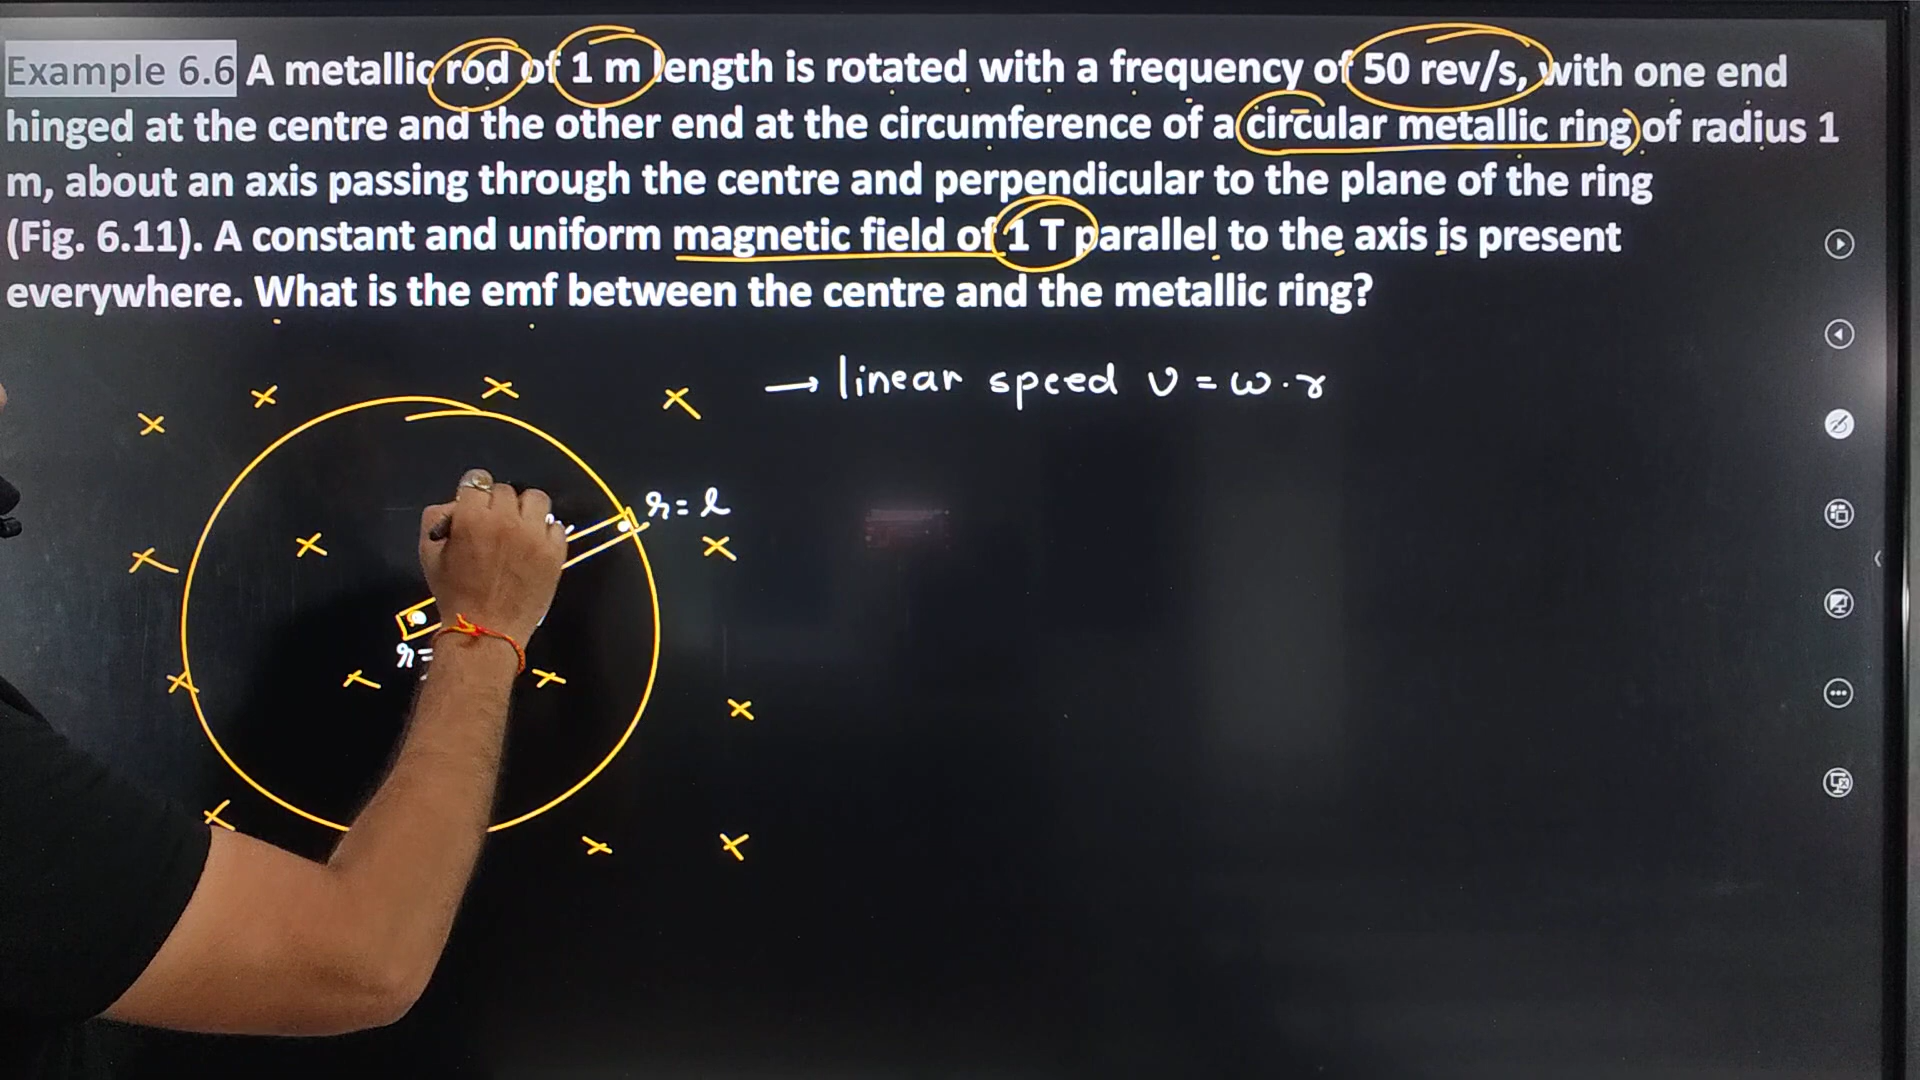 Example 6.6 A metallic rod of 1 m length is rotated with a frequency of 50 rev/s, with one end
hinged at the centre and the other end at the circumference of a circular metallic ring of radius 1
m, about an axis passing through the centre and perpendicular to the plane of the ring
(Fig. 6.11). A constant and uniform magnetic field of 1 T parallel to the axis is present
everywhere. What is the emf between the centre and the metallic ring?
→ linear speed v = ω·r
r = l
r =